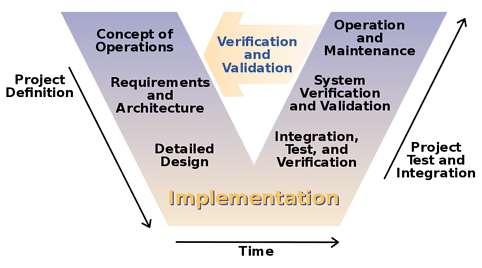 Concept of
Operations
Verification
and
Validation
Operation
and
Maintenance
Project
Definition
Requirements
and
Architecture
System
Verification
and Validation
Detailed
Design
Integration,
Test, and
Verification
Project
Test and
Integration
Implementation
Time